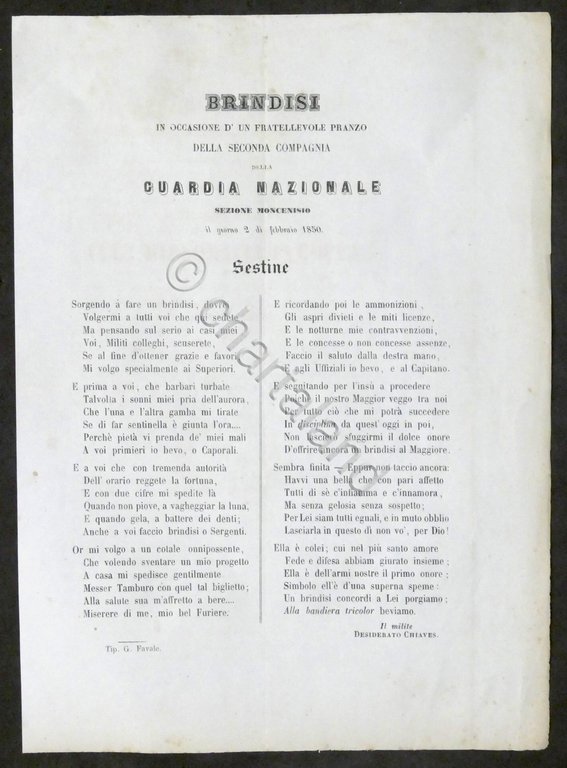 BRINDISI
IN OCCASIONE D' UN FRATELLEVOLE PRANZO
DELLA SECONDA COMPAGNIA
DELLA
GUARDIA NAZIONALE
SEZIONE MONCENISIO
il giorno 2 di febbraio 1850.
Sestine
Sorgendo a fare un brindisi, dovrei
Volgermi a tutti voi che qui sedete
Ma pensando sul serio ai casi miei
Voi, Militi colleghi, scuserete,
Se al fine d'ottener grazie e favori
Mi volgo specialmente ai Superiori.
E prima a voi, che barbari turbate
Talvolta i sonni miei pria dell'aurora,
Che l'una e l'altra gamba mi tirate
Se di far sentinella è giunta l'ora....
Perchè pietà vi prenda de' miei mali
A voi primieri io bevo, o Caporali.
E a voi che con tremenda autorità
Dell' orario reggete la fortuna,
E con due cifre mi spedite là
Quando non piove, a vagheggiar la luna,
E quando gela, a battere dei denti;
Anche a voi faccio brindisi o Sergenti.
Or mi volgo a un cotale onnipossente,
Che volendo sventare un mio progetto
A casa mi spedisce gentilmente
Messer Tamburo con quel tal biglietto;
Alla salute sua m'affretto a bere....
Miserere di me, mio bel Furiere.
Tip. G. Favale.
E ricordando poi le ammonizioni,
Gli aspri divieti e le miti licenze,
E le notturne mie contravvenzioni,
E le concesse o non concesse assenze,
Faccio il saluto dalla destra mano,
E agli Uffiziali io bevo, e al Capitano.
E seguitando per l'insù a procedere
Poichè il nostro Maggior veggo tra noi
Per tutto ciò che mi potrà succedere
In disciplina da quest'oggi in poi,
Non lascio sfuggirmi il dolce onore
D'offrire ancora un brindisi al Maggiore.
Sembra finita — Eppur non taccio ancora:
Havvi una bella che con pari affetto
Tutti di sè c'infiamma e c'innamora,
Ma senza gelosia senza sospetto;
Per Lei siam tutti eguali, e in muto obblio
Lasciarla in questo dì non vo', per Dio!
Ella è colei; cui nel più santo amore
Fede e difesa abbiam giurato insieme;
Ella è dell'armi nostre il primo onore;
Simbolo ell'è d'una superna speme:
Un brindisi concordi a Lei porgiamo;
Alla bandiera tricolor beviamo.
Il milite
DESIDERATO CHIAVES.
© chartaland